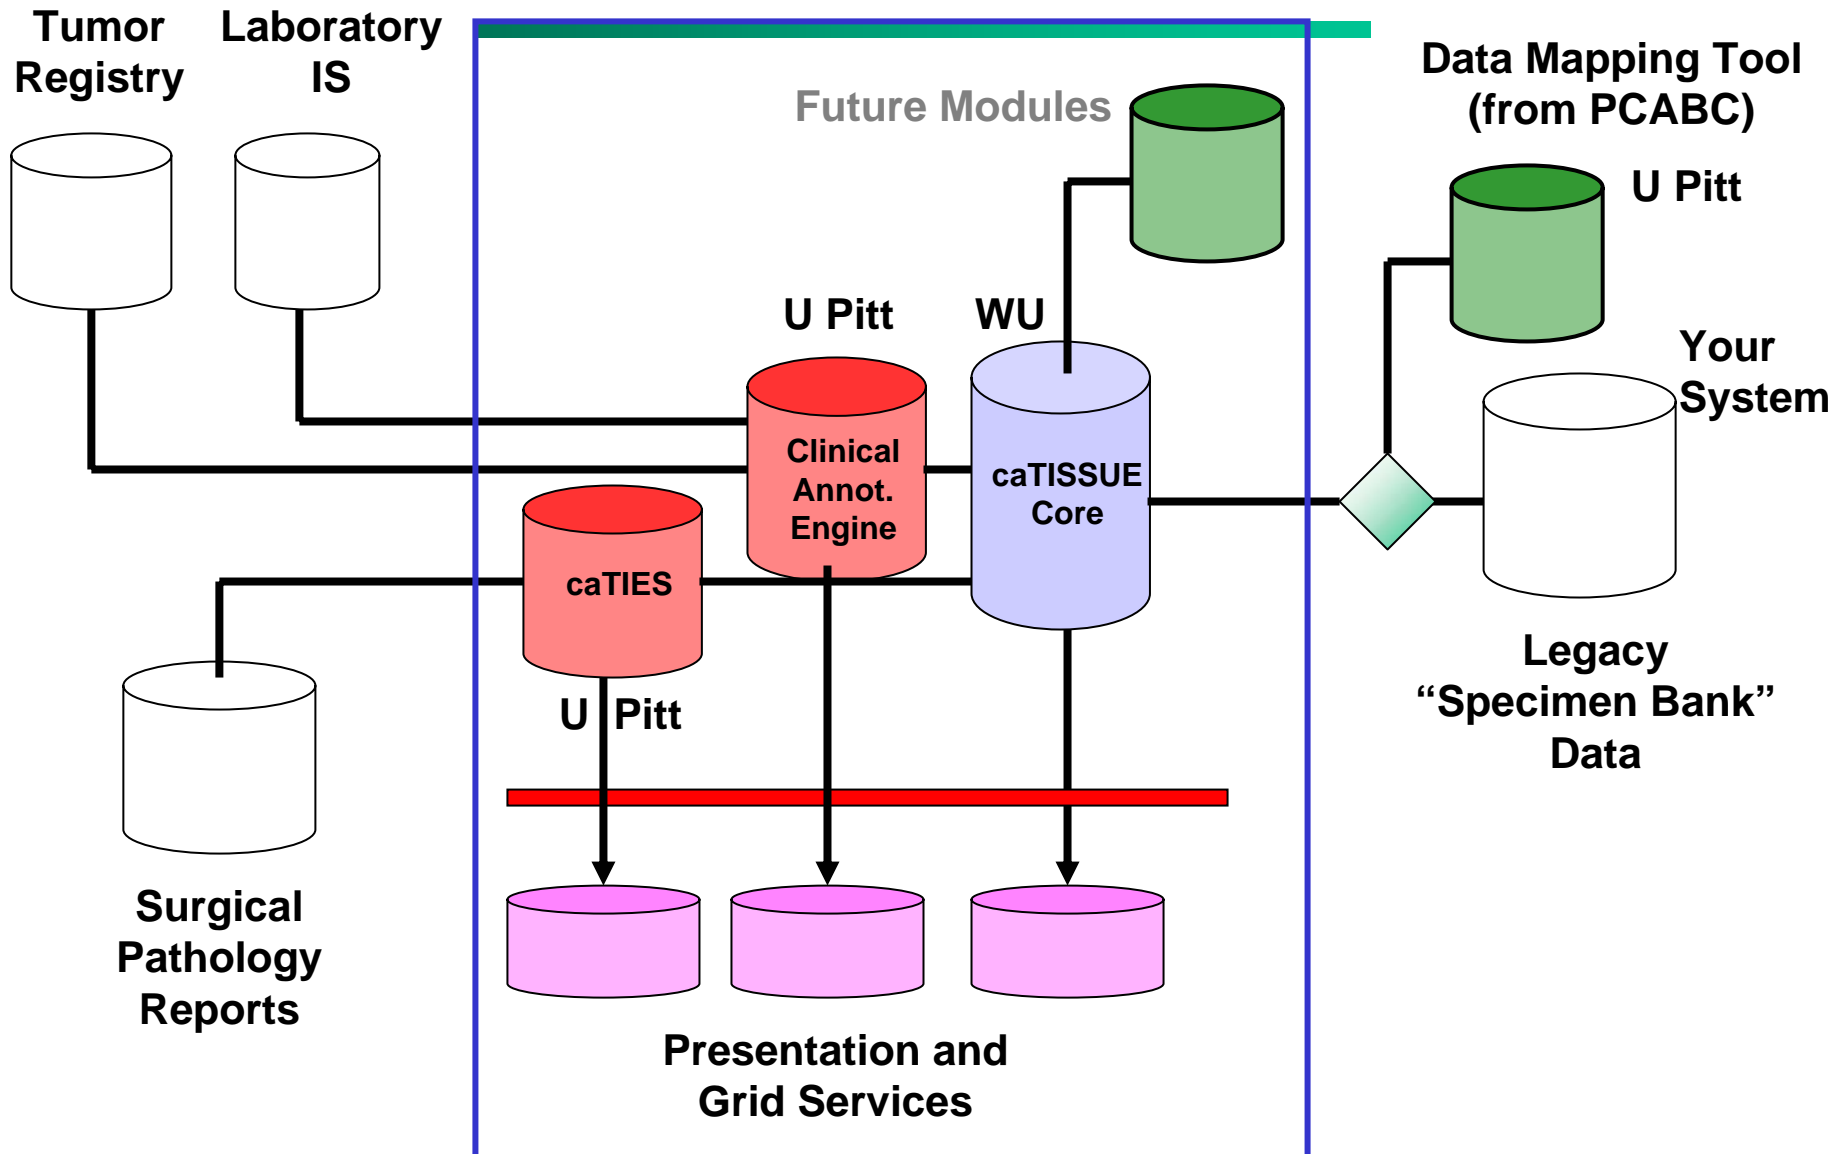 Tumor
Registry
Laboratory
IS
Future Modules
Data Mapping Tool
(from PCABC)
U Pitt
U Pitt
WU
Your
System
Clinical
Annot.
Engine
caTISSUE
Core
caTIES
U Pitt
Legacy
“Specimen Bank”
Data
Surgical
Pathology
Reports
Presentation and
Grid Services